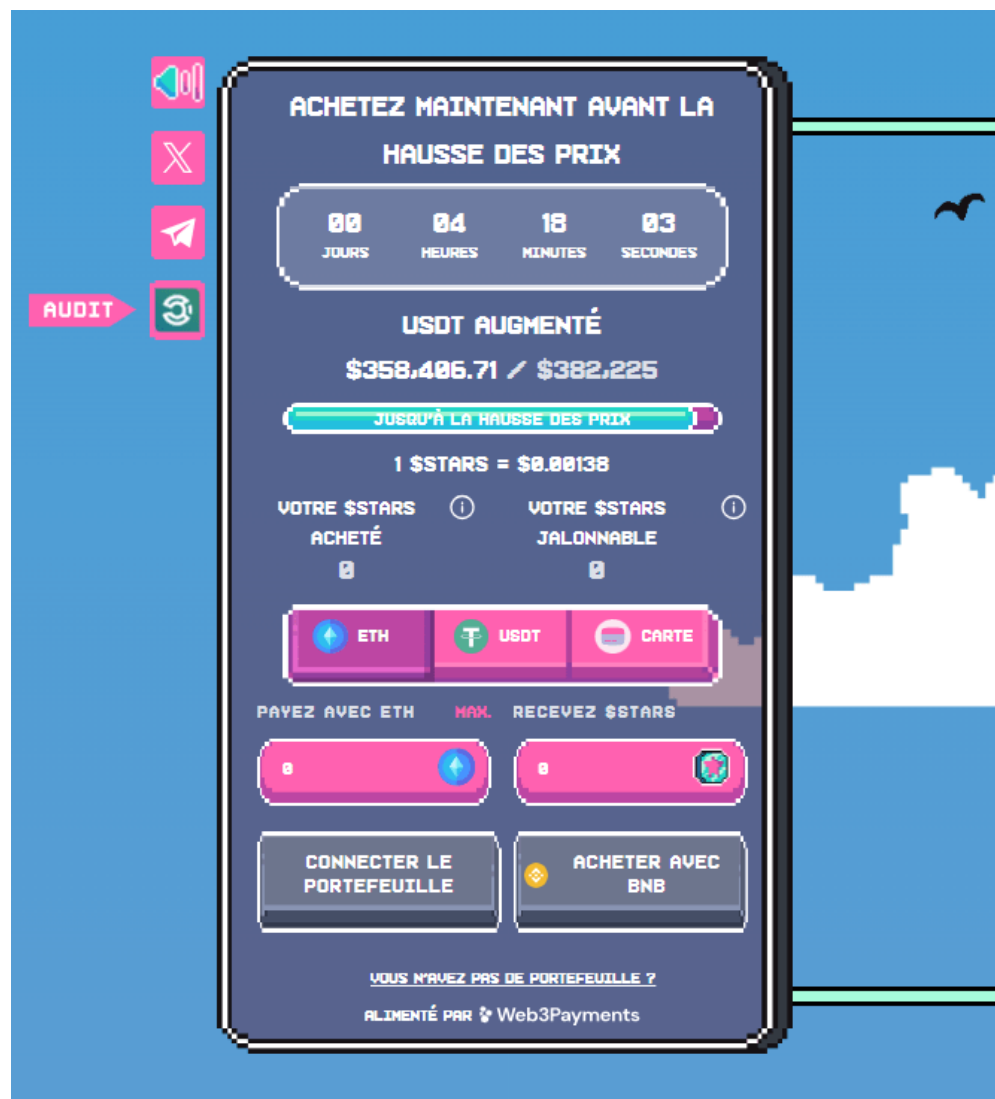 ACHETEZ MAINTENANT AVANT LA
HAUSSE DES PRIX
00 04 18 03
JOURS HEURES MINUTES SECONDES
AUDIT
USDT AUGMENTÉ
$358,406.71 / $382,225
JUSQU'À LA HAUSSE DES PRIX
1 $STARS = $0.00138
VOTRE $STARS
ACHETÉ
0
VOTRE $STARS
JALONNABLE
0
ETH USDT CARTE
PAYEZ AVEC ETH MAX. RECEVEZ $STARS
0 0
CONNECTER LE
PORTEFEUILLE
ACHETER AVEC
BNB
VOUS N'AVEZ PAS DE PORTEFEUILLE ?
ALIMENTÉ PAR Web3Payments